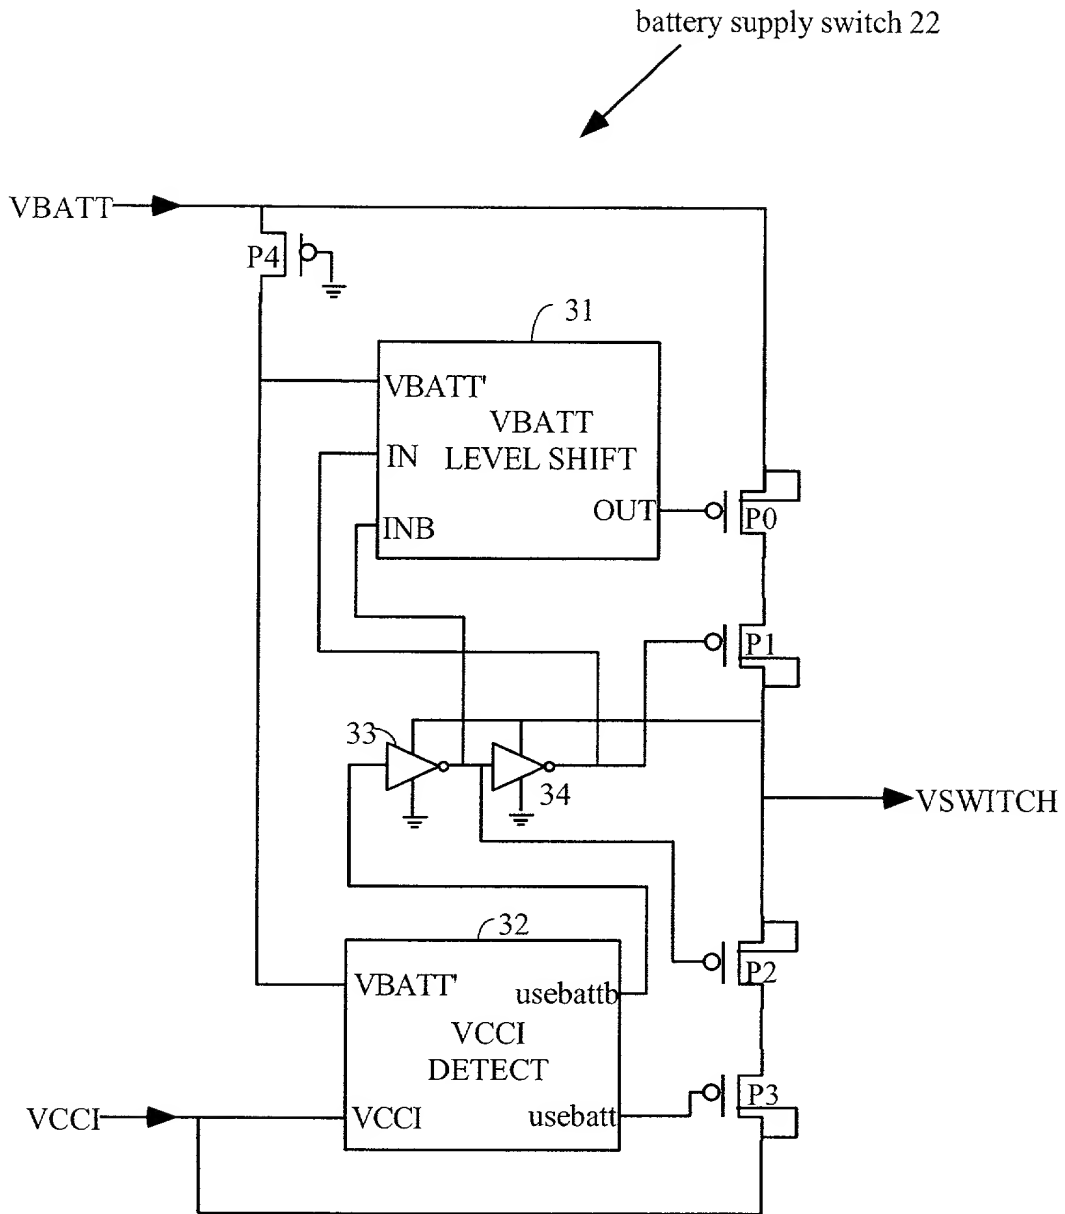 battery supply switch 22
VBATT
P4
31
VBATT'
VBATT
LEVEL SHIFT
IN
INB
OUT
P0
P1
33
34
VSWITCH
32
VBATT'
usebattb
P2
VCCI
DETECT
VCCI
VCCI
usebatt
P3